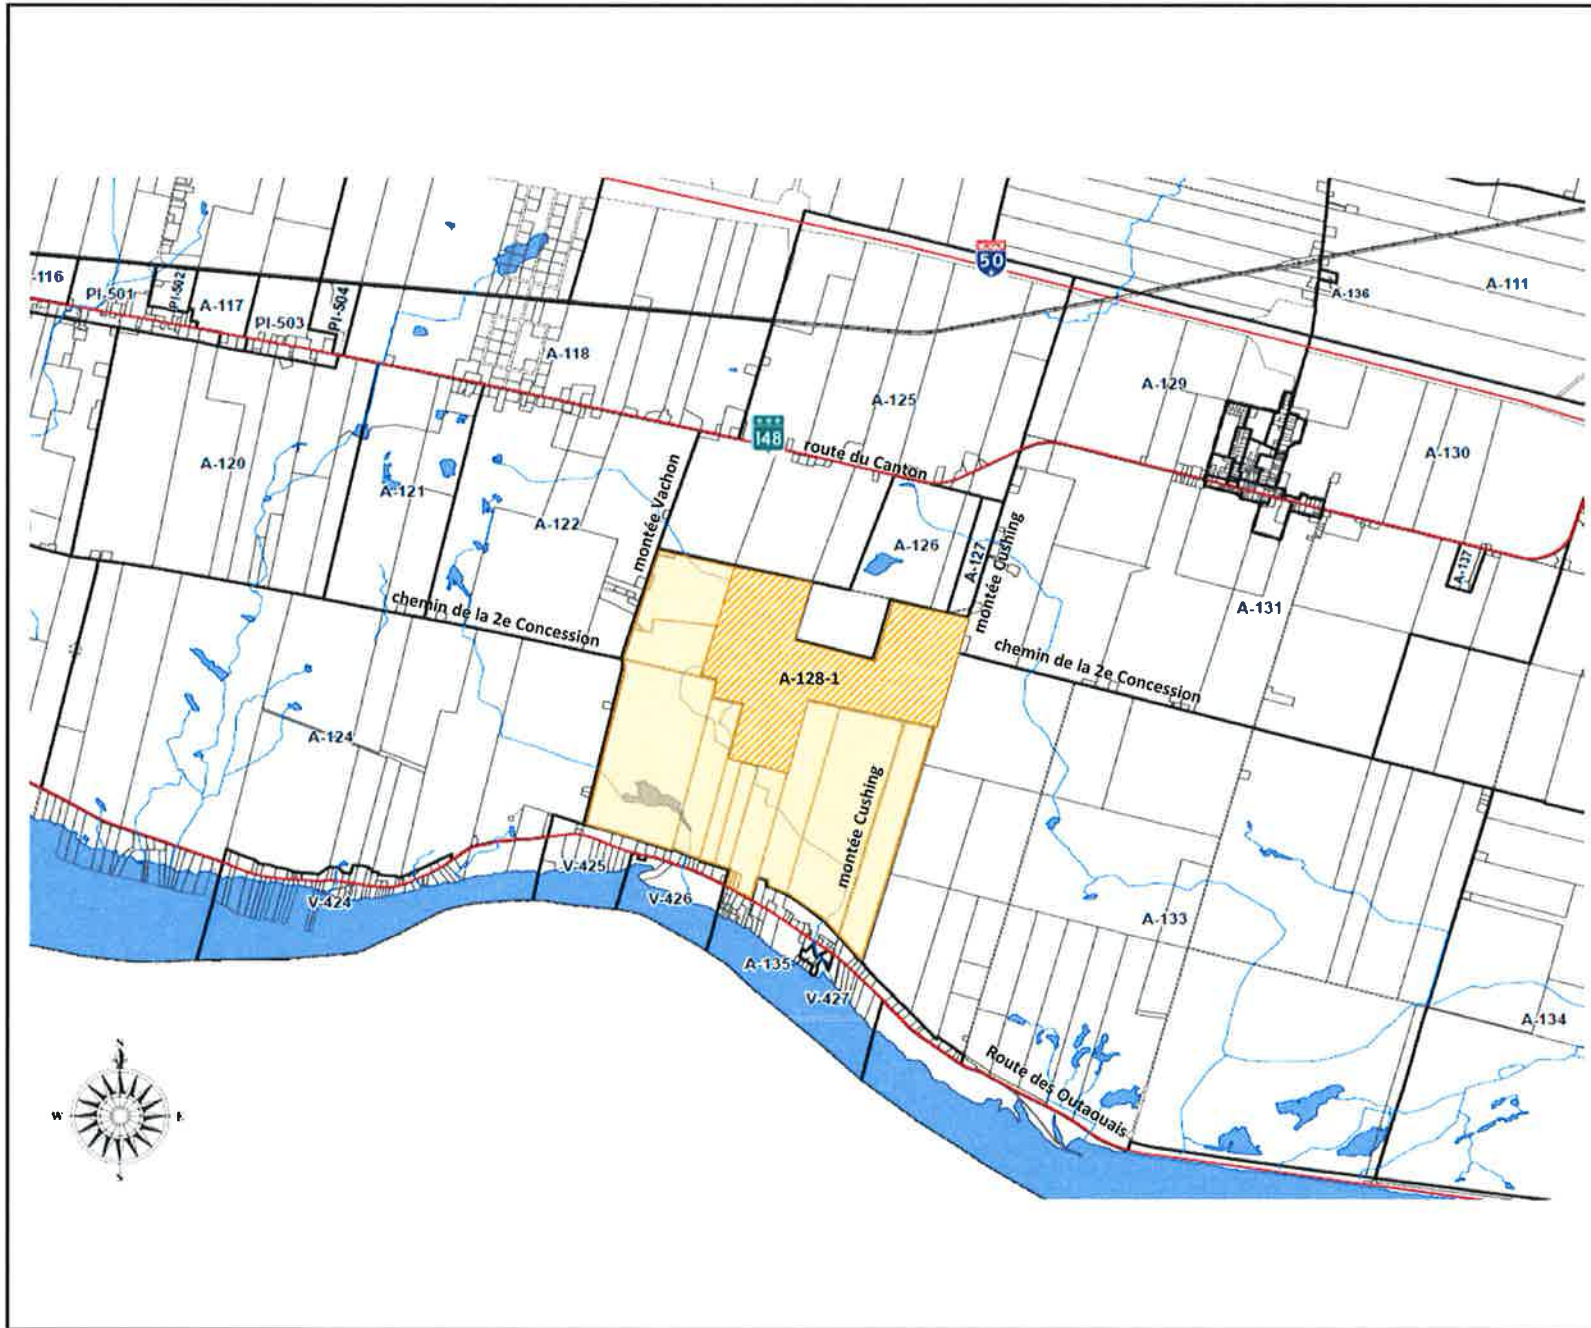 50
-116
PI-501
PI-502
A-117
PI-503
PI-504
A-118
A-136
A-111
A-129
A-125
148
route du Canton
A-130
A-120
A-121
A-122
montée Vachon
A-126
A-127
montée Cushing
A-137
A-131
chemin de la 2e Concession
chemin de la 2e Concession
A-128-1
A-124
montée Cushing
V-424
V-425
V-426
A-133
A-135
V-427
A-134
Route des Outaouais
N
W
E
S